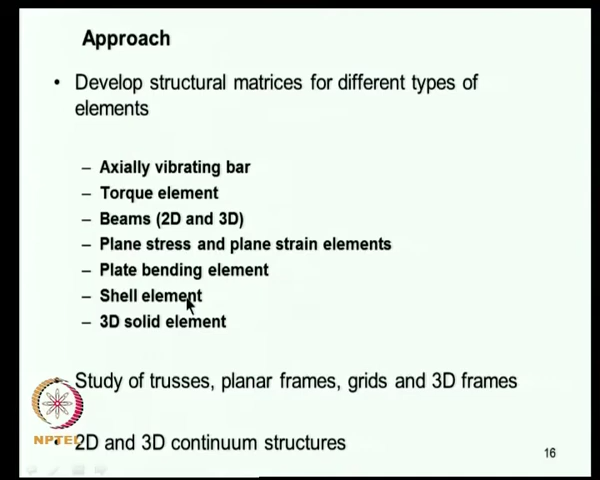 Approach
• Develop structural matrices for different types of
elements
– Axially vibrating bar
– Torque element
– Beams (2D and 3D)
– Plane stress and plane strain elements
– Plate bending element
– Shell element
– 3D solid element
Study of trusses, planar frames, grids and 3D frames
• 2D and 3D continuum structures
NPTEL
16